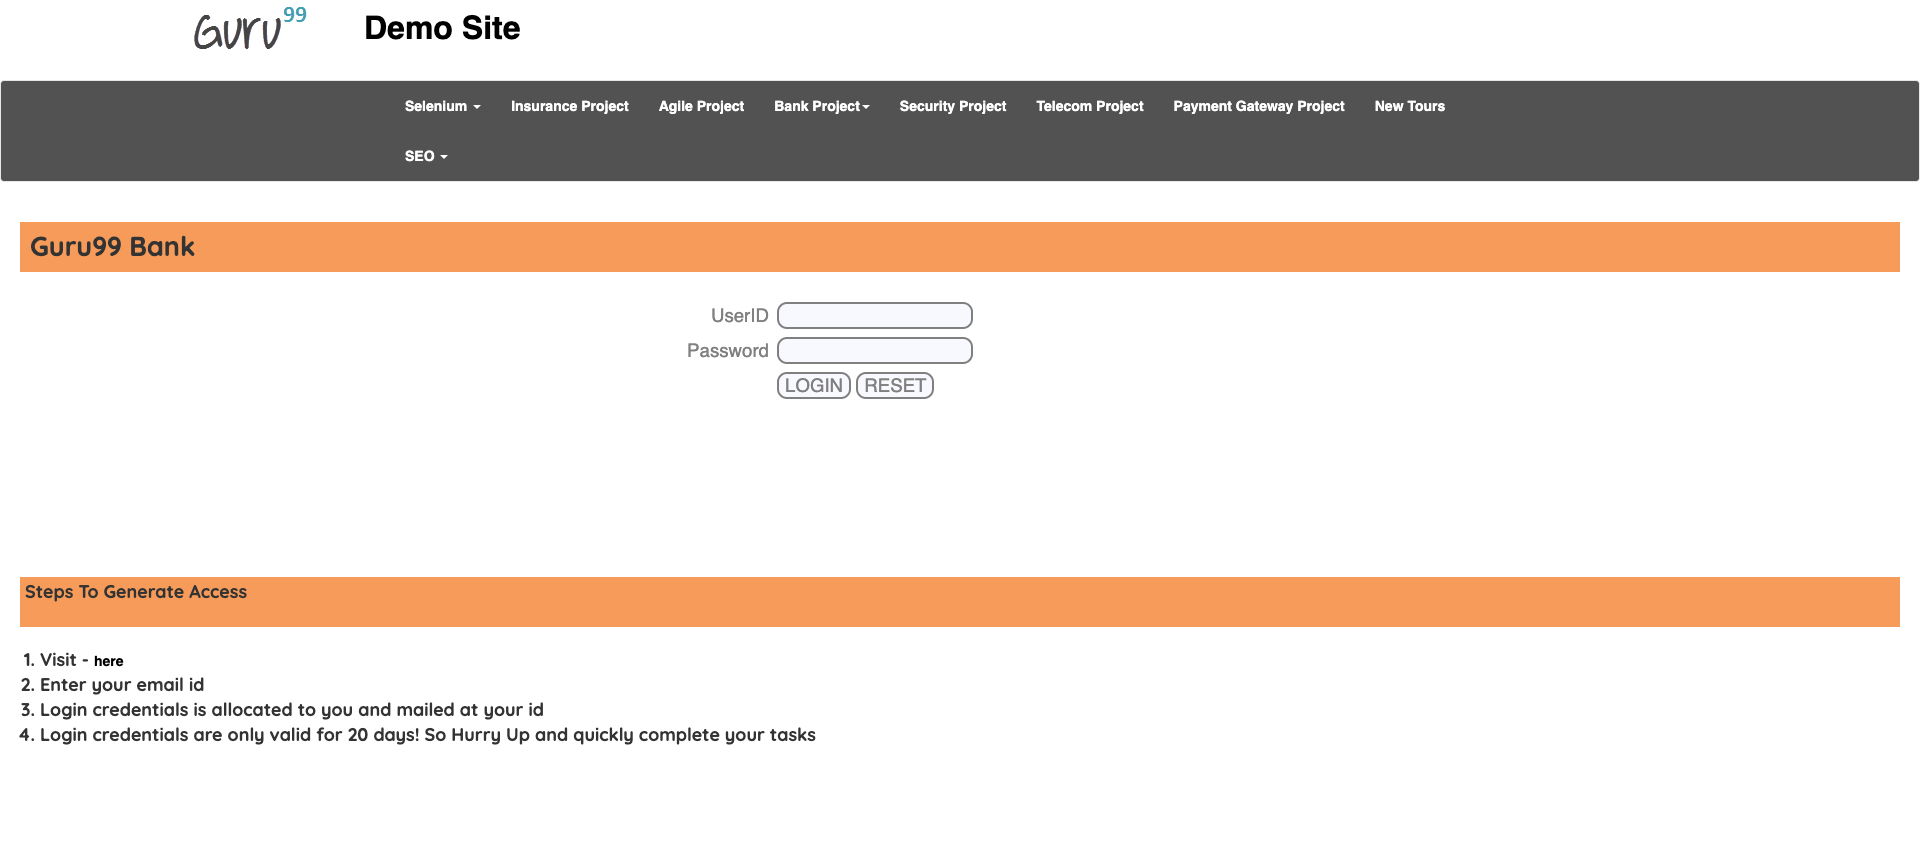 Guru99 Demo Site
Selenium Insurance Project Agile Project Bank Project Security Project Telecom Project Payment Gateway Project New Tours
SEO
Guru99 Bank
UserID
Password
LOGIN RESET
Steps To Generate Access
1. Visit - here
2. Enter your email id
3. Login credentials is allocated to you and mailed at your id
4. Login credentials are only valid for 20 days! So Hurry Up and quickly complete your tasks